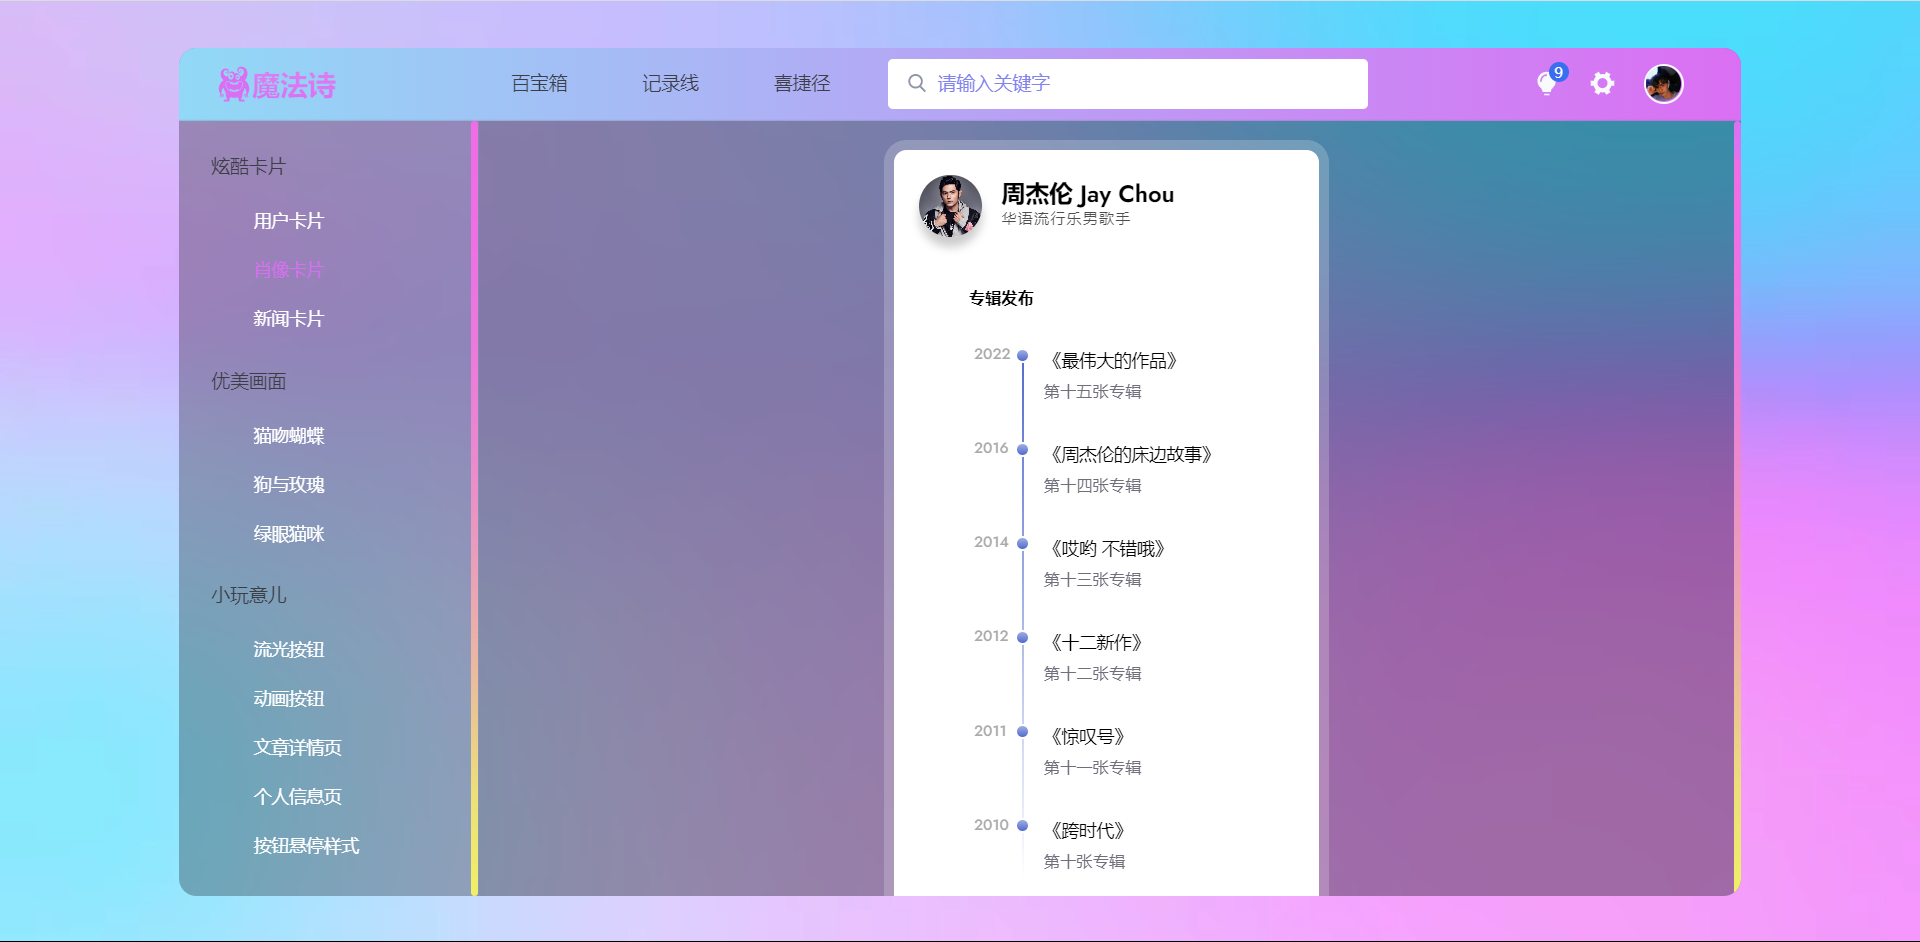 魔法诗
百宝箱
记录线
喜捷径
请输入关键字
9
炫酷卡片
用户卡片
肖像卡片
新闻卡片
优美画面
猫吻蝴蝶
狗与玫瑰
绿眼猫咪
小玩意儿
流光按钮
动画按钮
文章详情页
个人信息页
按钮悬停样式
周杰伦 Jay Chou
华语流行乐男歌手
专辑发布
2022
《最伟大的作品》
第十五张专辑
2016
《周杰伦的床边故事》
第十四张专辑
2014
《哎哟 不错哦》
第十三张专辑
2012
《十二新作》
第十二张专辑
2011
《惊叹号》
第十一张专辑
2010
《跨时代》
第十张专辑